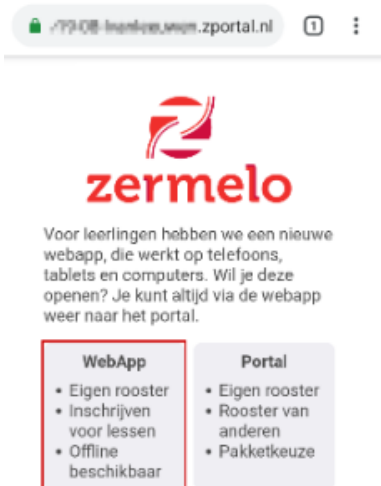 .zportal.nl
1
zermelo
Voor leerlingen hebben we een nieuwe
webapp, die werkt op telefoons,
tablets en computers. Wil je deze
openen? Je kunt altijd via de webapp
weer naar het portal.
WebApp
• Eigen rooster
• Inschrijven
voor lessen
• Offline
beschikbaar
Portal
• Eigen rooster
• Rooster van
anderen
• Pakketkeuze